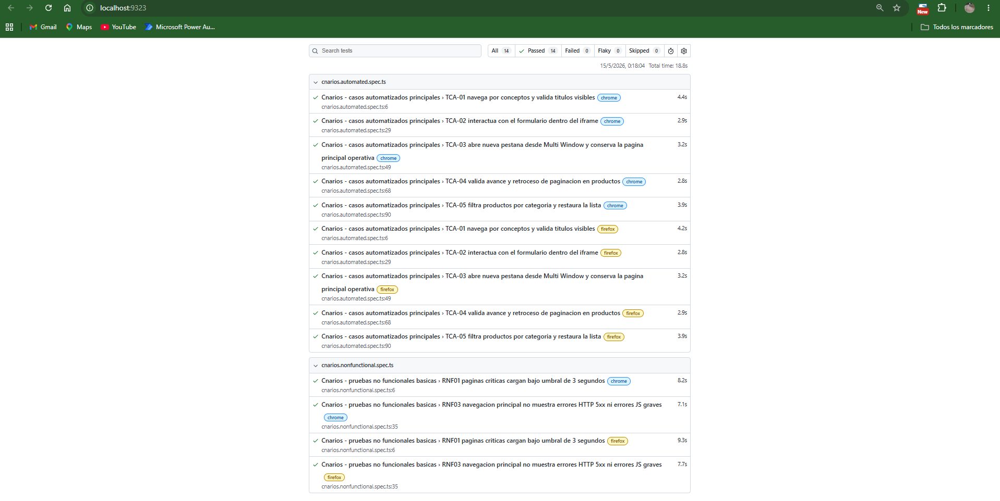 localhost:9323
New
Gmail
Maps
YouTube
Microsoft Power Au...
Todos los marcadores
Search tests
All 14
Passed 14
Failed 0
Flaky 0
Skipped 0
15/5/2026, 0:18:04 Total time: 18.8s
cnarios.automated.spec.ts
Cnarios - casos automatizados principales › TCA-01 navega por conceptos y valida titulos visibles chrome 4.4s
cnarios.automated.spec.ts:6
Cnarios - casos automatizados principales › TCA-02 interactua con el formulario dentro del iframe chrome 2.9s
cnarios.automated.spec.ts:29
Cnarios - casos automatizados principales › TCA-03 abre nueva pestana desde Multi Window y conserva la pagina 3.2s
principal operativa chrome
cnarios.automated.spec.ts:49
Cnarios - casos automatizados principales › TCA-04 valida avance y retroceso de paginacion en productos chrome 2.8s
cnarios.automated.spec.ts:68
Cnarios - casos automatizados principales › TCA-05 filtra productos por categoria y restaura la lista chrome 3.9s
cnarios.automated.spec.ts:90
Cnarios - casos automatizados principales › TCA-01 navega por conceptos y valida titulos visibles firefox 4.2s
cnarios.automated.spec.ts:6
Cnarios - casos automatizados principales › TCA-02 interactua con el formulario dentro del iframe firefox 2.8s
cnarios.automated.spec.ts:29
Cnarios - casos automatizados principales › TCA-03 abre nueva pestana desde Multi Window y conserva la pagina 3.2s
principal operativa firefox
cnarios.automated.spec.ts:49
Cnarios - casos automatizados principales › TCA-04 valida avance y retroceso de paginacion en productos firefox 2.9s
cnarios.automated.spec.ts:68
Cnarios - casos automatizados principales › TCA-05 filtra productos por categoria y restaura la lista firefox 3.9s
cnarios.automated.spec.ts:90
cnarios.nonfunctional.spec.ts
Cnarios - pruebas no funcionales basicas › RNF01 paginas criticas cargan bajo umbral de 3 segundos chrome 8.2s
cnarios.nonfunctional.spec.ts:6
Cnarios - pruebas no funcionales basicas › RNF03 navegacion principal no muestra errores HTTP 5xx ni errores JS graves 7.1s
chrome
cnarios.nonfunctional.spec.ts:35
Cnarios - pruebas no funcionales basicas › RNF01 paginas criticas cargan bajo umbral de 3 segundos firefox 9.3s
cnarios.nonfunctional.spec.ts:6
Cnarios - pruebas no funcionales basicas › RNF03 navegacion principal no muestra errores HTTP 5xx ni errores JS graves 7.7s
firefox
cnarios.nonfunctional.spec.ts:35